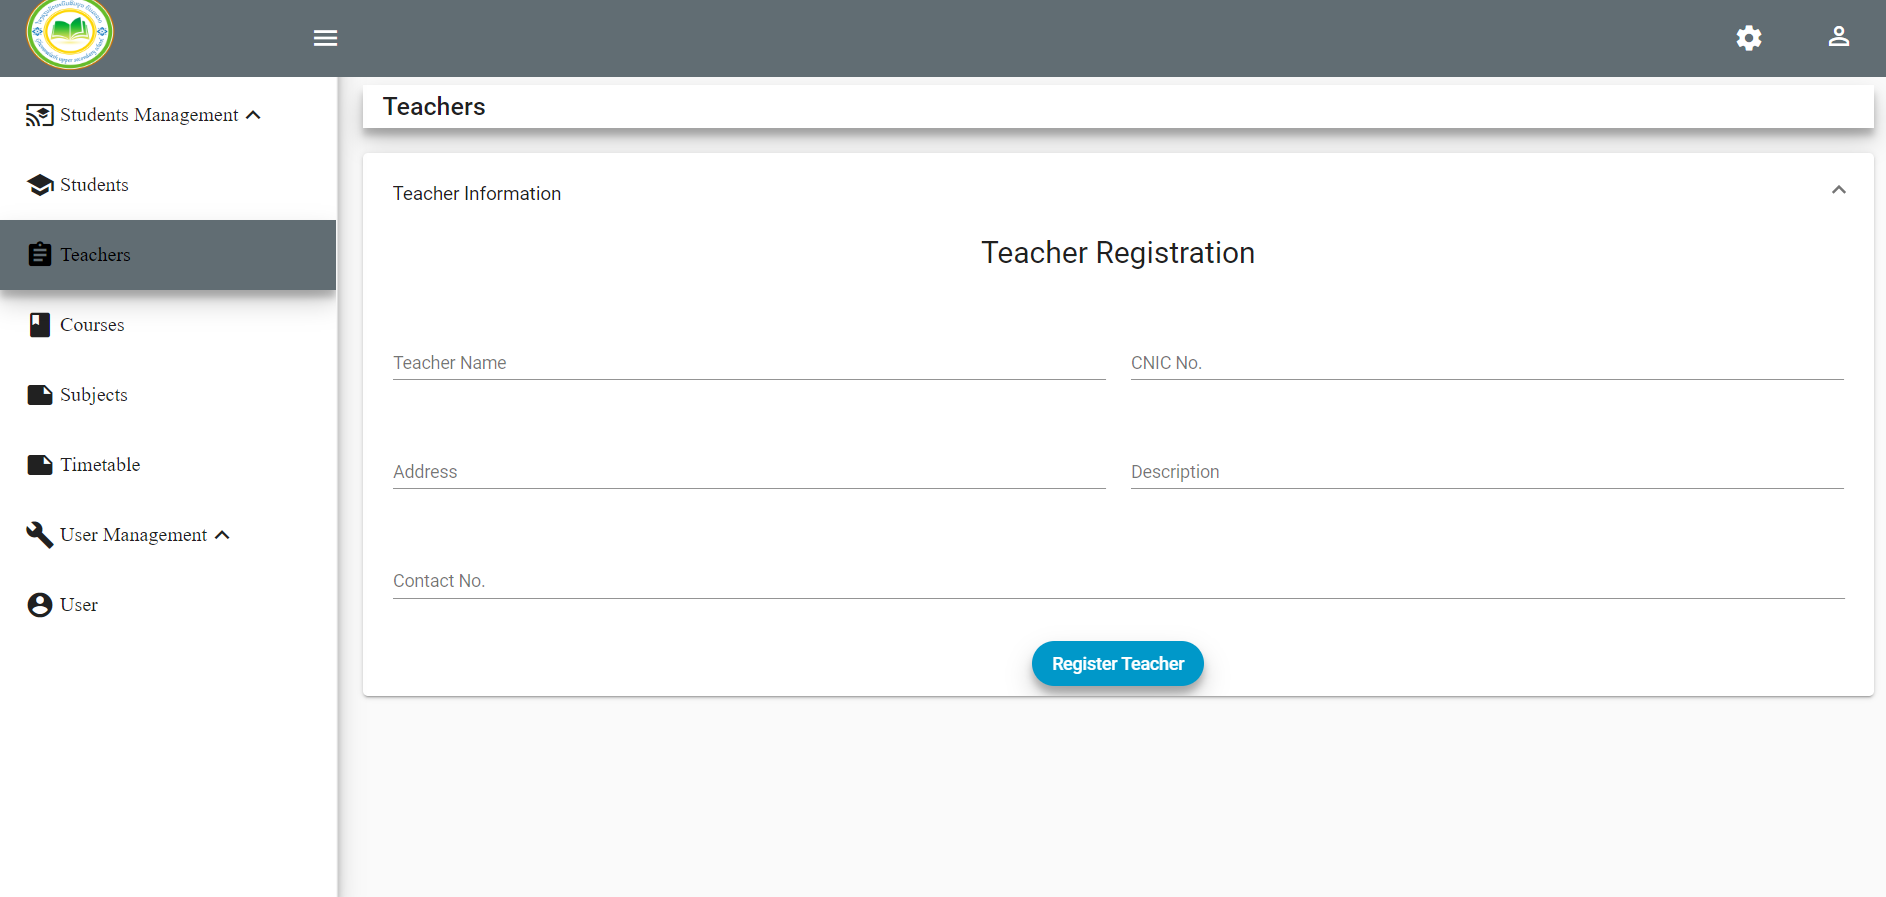 Students Management
Students
Teachers
Courses
Subjects
Timetable
User Management
User
Teachers
Teacher Information
Teacher Registration
Teacher Name
CNIC No.
Address
Description
Contact No.
Register Teacher